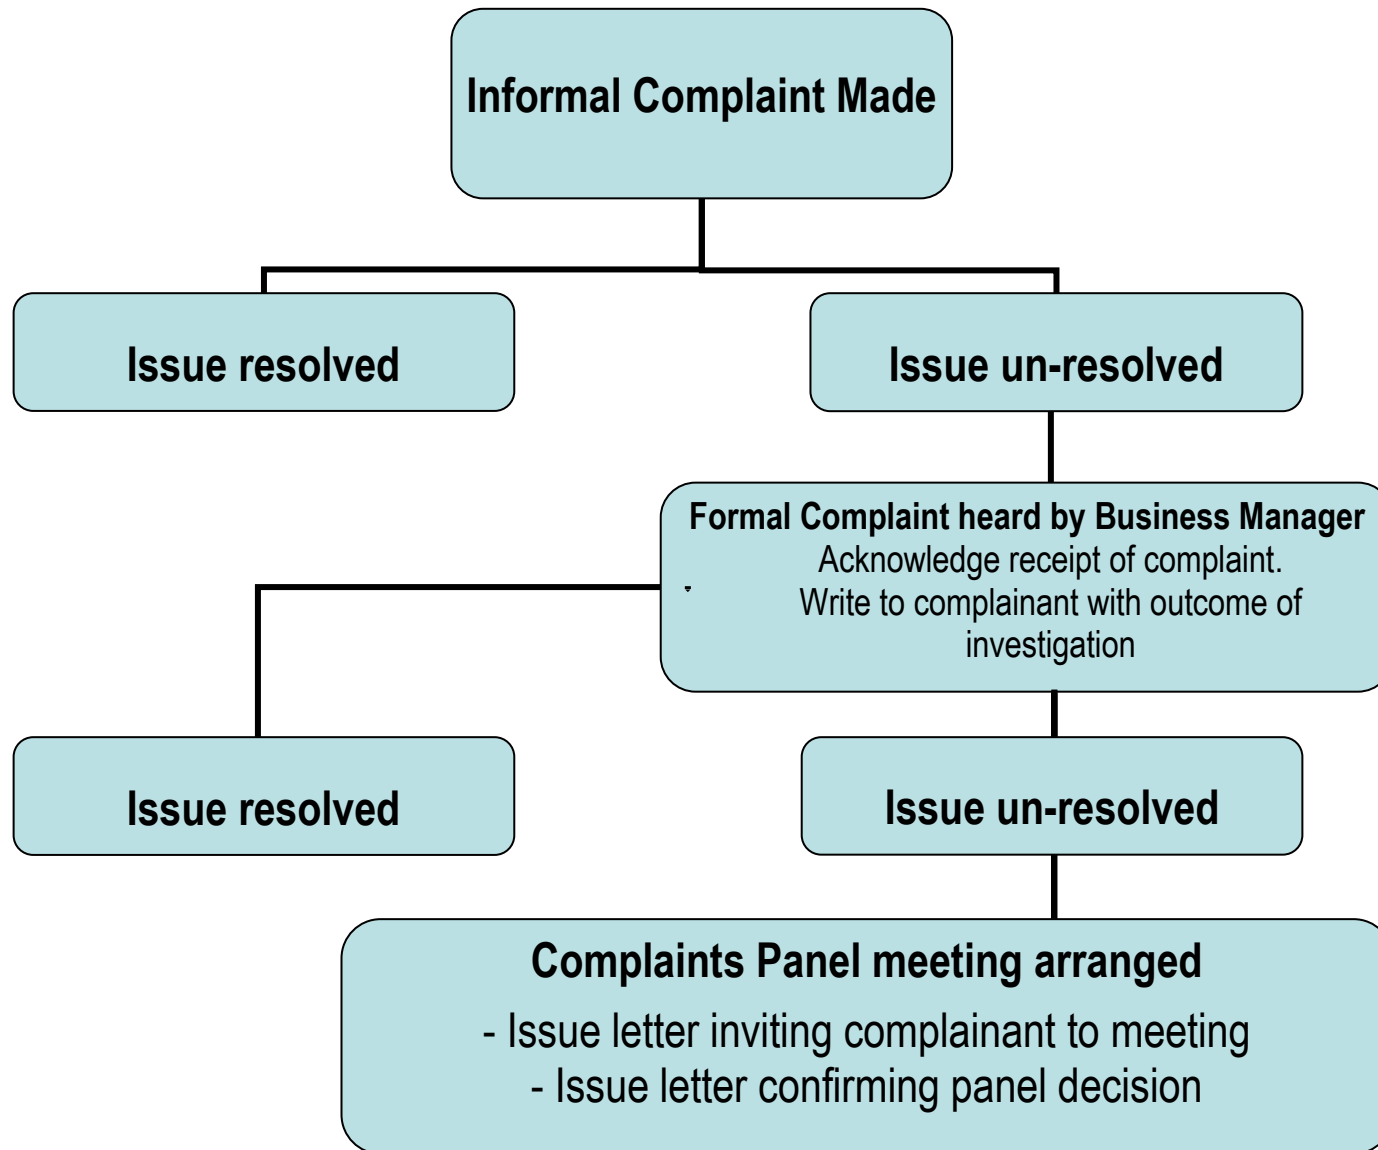 Informal Complaint Made
Issue resolved
Issue un-resolved
Formal Complaint heard by Business Manager
Acknowledge receipt of complaint.
Write to complainant with outcome of
investigation
Issue resolved
Issue un-resolved
Complaints Panel meeting arranged
- Issue letter inviting complainant to meeting
- Issue letter confirming panel decision